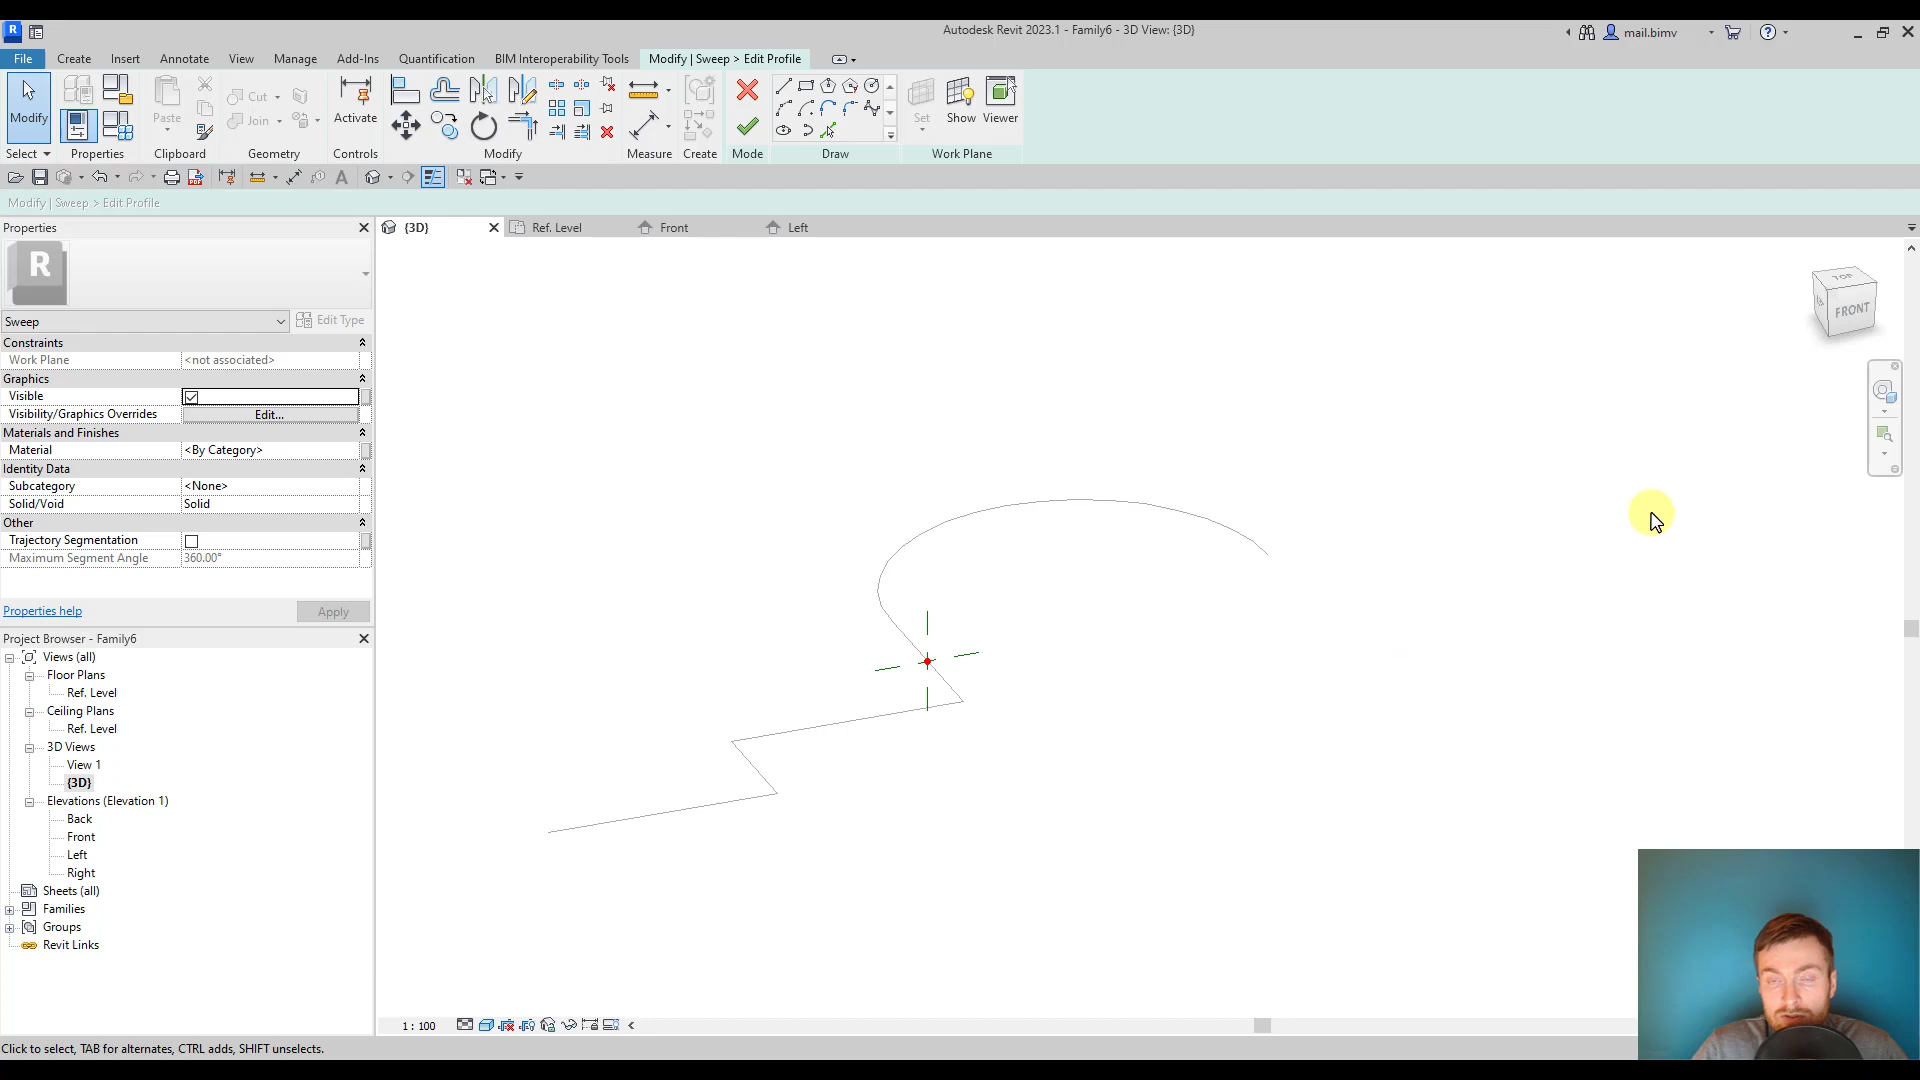 Autodesk Revit 2023.1 - Family6 - 3D View: {3D}
mail.bimv
File Create Insert Annotate View Manage Add-Ins Quantification BIM Interoperability Tools Modify | Sweep > Edit Profile
Modify Paste Cut Join Activate Set Show Viewer
Select Properties Clipboard Geometry Controls Modify Measure Create Mode Draw Work Plane
Modify | Sweep > Edit Profile
Properties
{3D} Ref. Level Front Left
R
TOP
FRONT
Sweep
Edit Type
Constraints
Work Plane <not associated>
Graphics
Visible
Visibility/Graphics Overrides Edit...
Materials and Finishes
Material <By Category>
Identity Data
Subcategory <None>
Solid/Void Solid
Other
Trajectory Segmentation
Maximum Segment Angle 360.00°
Properties help
Apply
Project Browser - Family6
Views (all)
Floor Plans
Ref. Level
Ceiling Plans
Ref. Level
3D Views
View 1
{3D}
Elevations (Elevation 1)
Back
Front
Left
Right
Sheets (all)
Families
Groups
Revit Links
1 : 100
Click to select, TAB for alternates, CTRL adds, SHIFT unselects.